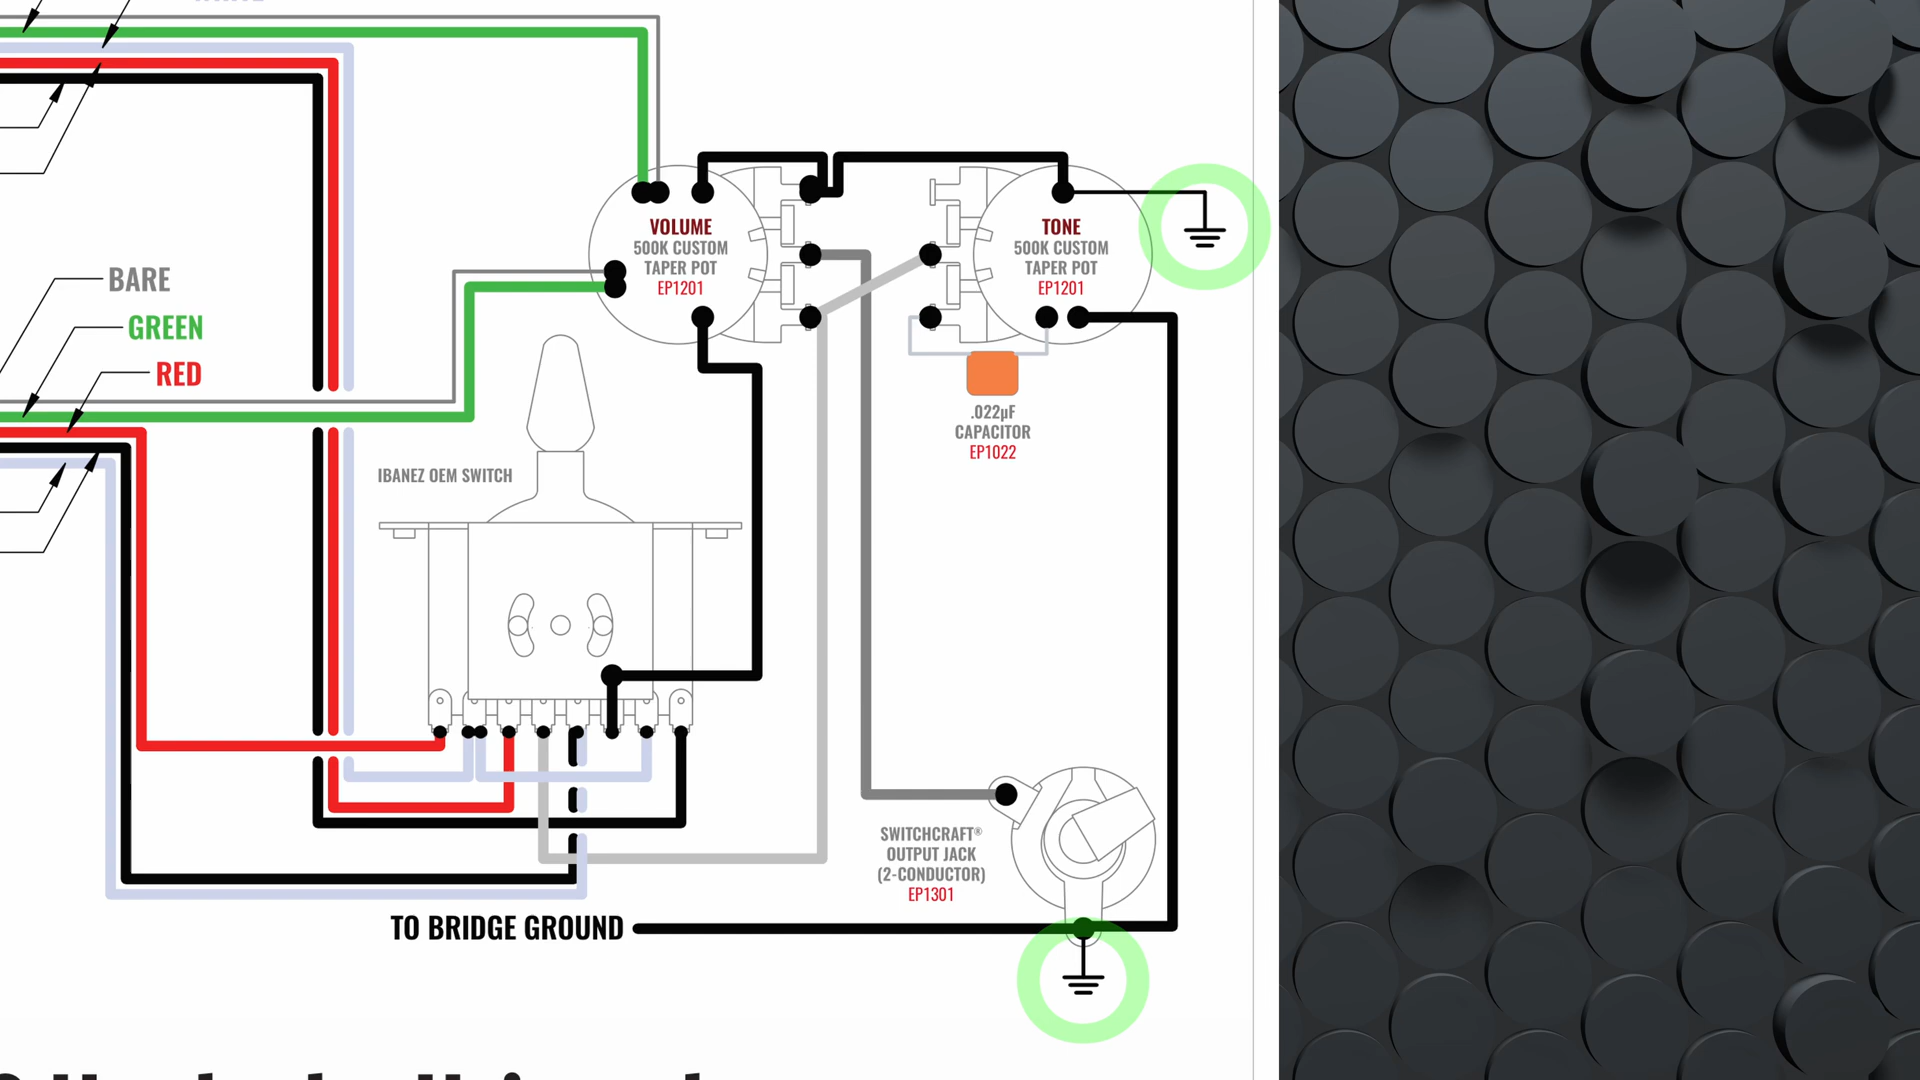 VOLUME
500K CUSTOM
TAPER POT
EP1201
TONE
500K CUSTOM
TAPER POT
EP1201
BARE
GREEN
RED
.022µF
CAPACITOR
EP1022
IBANEZ OEM SWITCH
SWITCHCRAFT®
OUTPUT JACK
(2-CONDUCTOR)
EP1301
TO BRIDGE GROUND